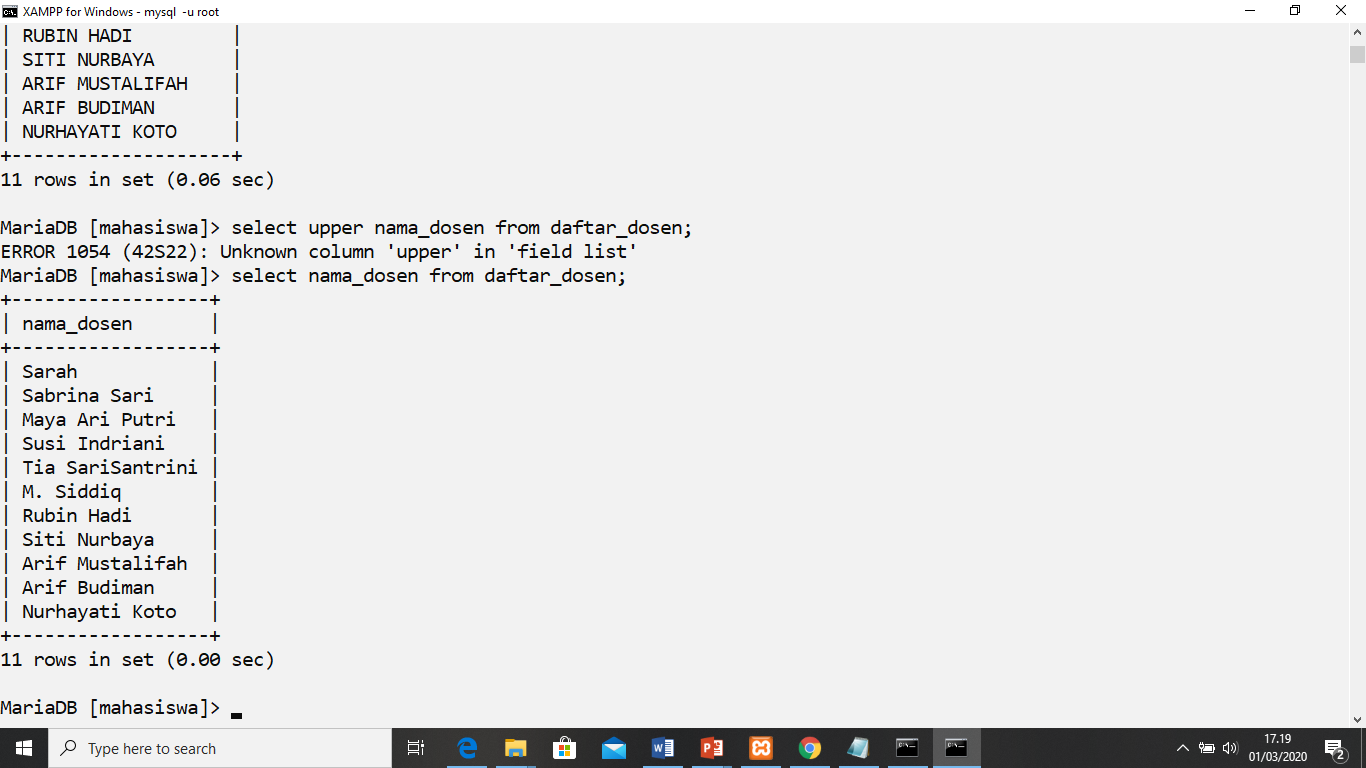 XAMPP for Windows - mysql -u root
| RUBIN HADI         |
| SITI NURBAYA       |
| ARIF MUSTALIFAH    |
| ARIF BUDIMAN       |
| NURHAYATI KOTO     |
+--------------------+
11 rows in set (0.06 sec)
MariaDB [mahasiswa]> select upper nama_dosen from daftar_dosen;
ERROR 1054 (42S22): Unknown column 'upper' in 'field list'
MariaDB [mahasiswa]> select nama_dosen from daftar_dosen;
+------------------+
| nama_dosen       |
+------------------+
| Sarah            |
| Sabrina Sari     |
| Maya Ari Putri   |
| Susi Indriani    |
| Tia SariSantrini |
| M. Siddiq        |
| Rubin Hadi       |
| Siti Nurbaya     |
| Arif Mustalifah  |
| Arif Budiman     |
| Nurhayati Koto   |
+------------------+
11 rows in set (0.00 sec)
MariaDB [mahasiswa]>
Type here to search
17.19
01/03/2020
2